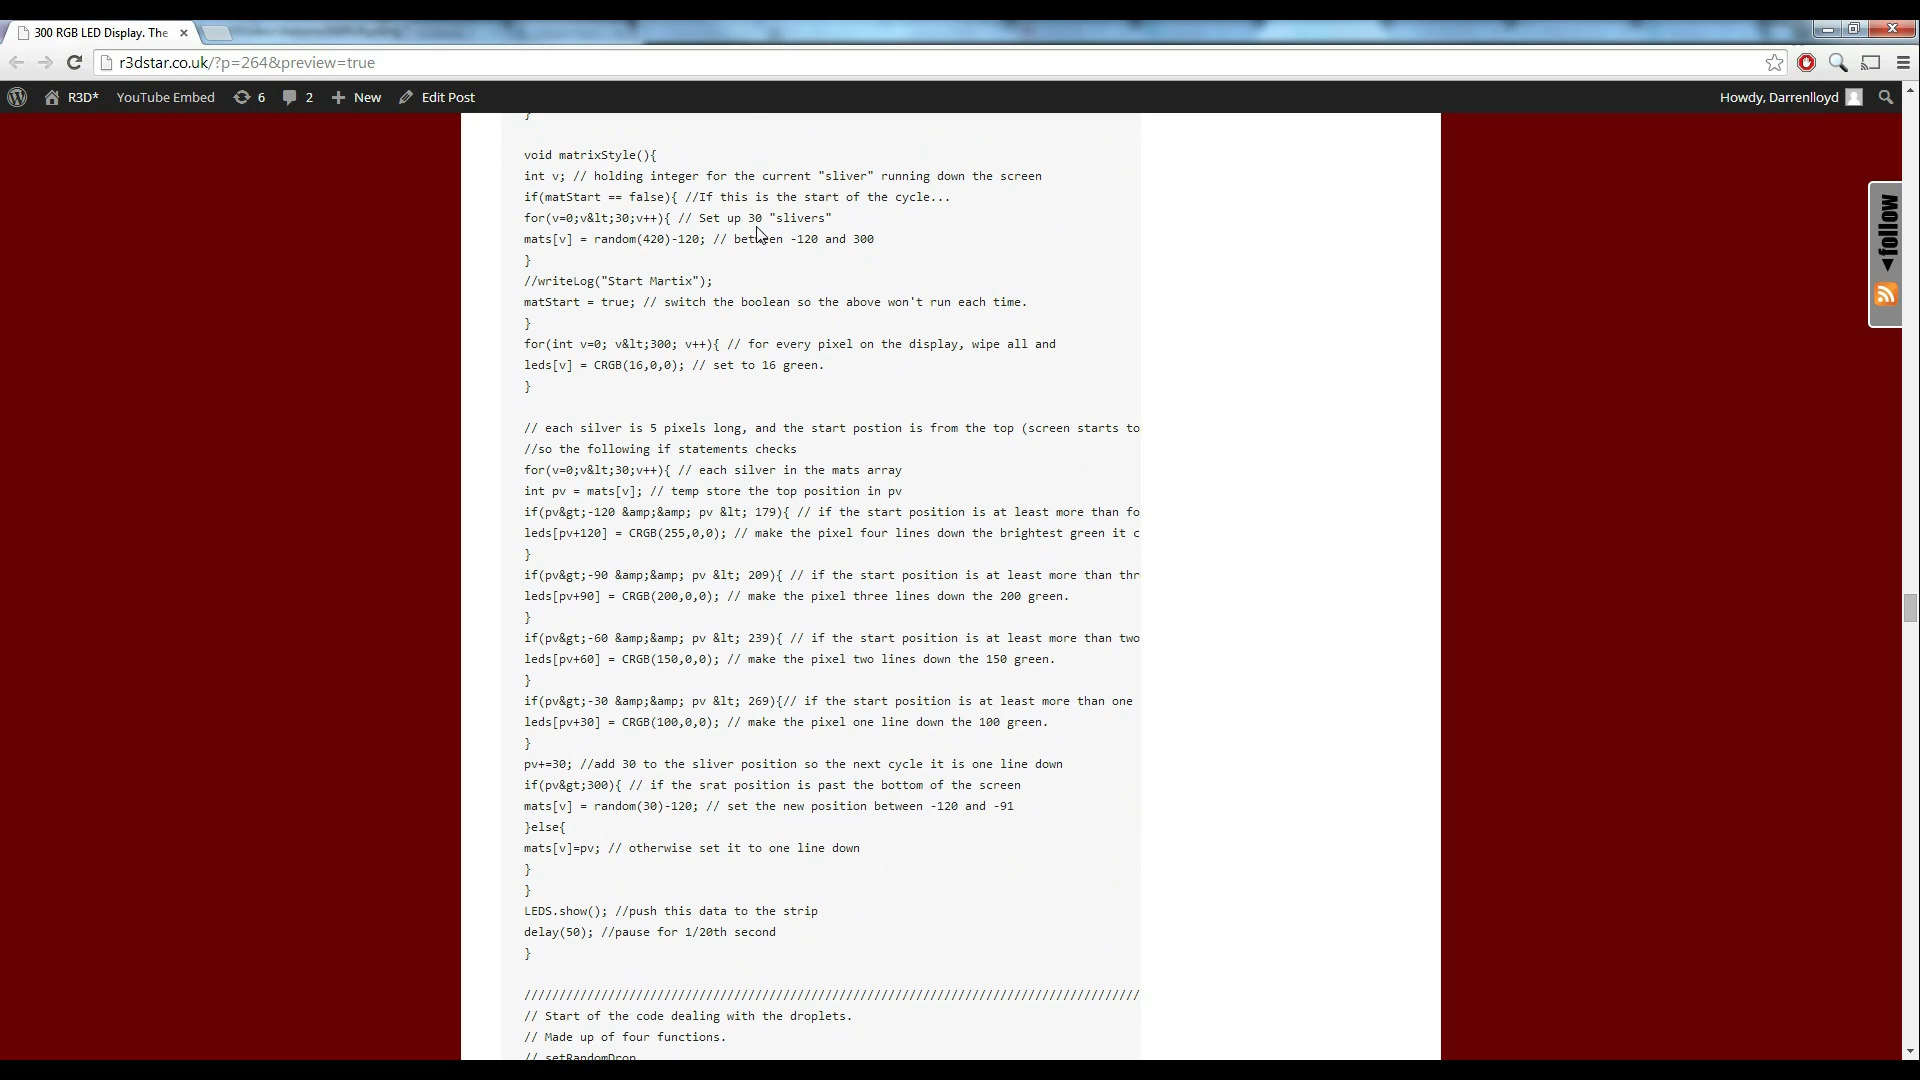 300 RGB LED Display. The
r3dstar.co.uk/?p=264&preview=true
R3D* YouTube Embed 6 2 New Edit Post Howdy, Darrenlloyd
}
void matrixStyle(){
int v; // holding integer for the current "sliver" running down the screen
if(matStart == false){ //If this is the start of the cycle...
for(v=0;v&lt;30;v++){ // Set up 30 "slivers"
mats[v] = random(420)-120; // between -120 and 300
}
//writeLog("Start Martix");
matStart = true; // switch the boolean so the above won't run each time.
}
for(int v=0; v&lt;300; v++){ // for every pixel on the display, wipe all and
leds[v] = CRGB(16,0,0); // set to 16 green.
}
// each silver is 5 pixels long, and the start postion is from the top (screen starts to
//so the following if statements checks
for(v=0;v&lt;30;v++){ // each silver in the mats array
int pv = mats[v]; // temp store the top position in pv
if(pv&gt;-120 &amp;&amp; pv &lt; 179){ // if the start position is at least more than fo
leds[pv+120] = CRGB(255,0,0); // make the pixel four lines down the brightest green it c
}
if(pv&gt;-90 &amp;&amp; pv &lt; 209){ // if the start position is at least more than thr
leds[pv+90] = CRGB(200,0,0); // make the pixel three lines down the 200 green.
}
if(pv&gt;-60 &amp;&amp; pv &lt; 239){ // if the start position is at least more than two
leds[pv+60] = CRGB(150,0,0); // make the pixel two lines down the 150 green.
}
if(pv&gt;-30 &amp;&amp; pv &lt; 269){// if the start position is at least more than one
leds[pv+30] = CRGB(100,0,0); // make the pixel one line down the 100 green.
}
pv+=30; //add 30 to the sliver position so the next cycle it is one line down
if(pv&gt;300){ // if the srat position is past the bottom of the screen
mats[v] = random(30)-120; // set the new position between -120 and -91
}else{
mats[v]=pv; // otherwise set it to one line down
}
}
LEDS.show(); //push this data to the strip
delay(50); //pause for 1/20th second
}
////////////////////////////////////////////////////////////////////////////////////////
// Start of the code dealing with the droplets.
// Made up of four functions.
// setRandomDrop
follow